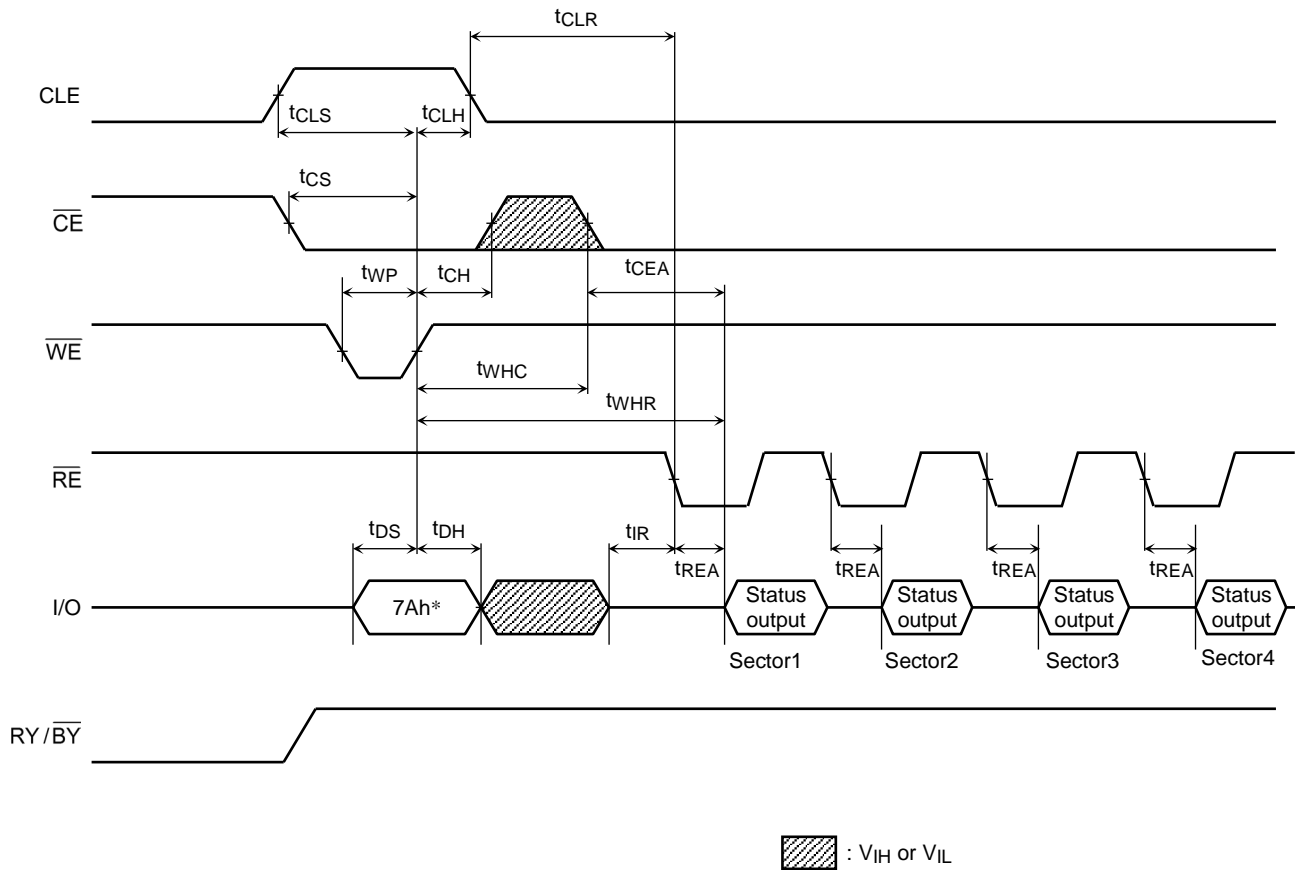 tCLR
CLE
tCLS
tCLH
tCS
CE
tWP
tCH
tCEA
WE
tWHC
tWHR
RE
tDS
tDH
tIR
tREA
tREA
tREA
tREA
I/O
7Ah*
Status output
Status output
Status output
Status output
Sector1
Sector2
Sector3
Sector4
RY/BY
: VIH or VIL